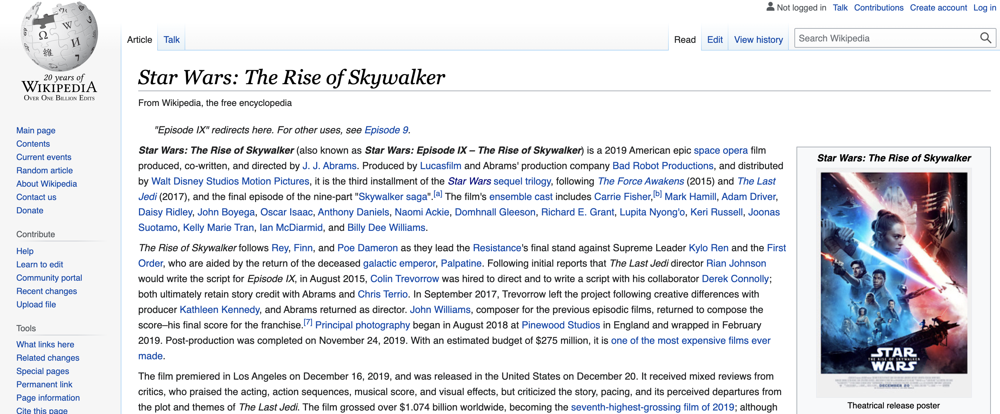 Not logged in Talk Contributions Create account Log in
Article Talk Read Edit View history Search Wikipedia
Ω W И 維 ウィ 7
20 years of
WIKIPEDIA
OVER ONE BILLION EDITS
Main page
Contents
Current events
Random article
About Wikipedia
Contact us
Donate
Contribute
Help
Learn to edit
Community portal
Recent changes
Upload file
Tools
What links here
Related changes
Special pages
Permanent link
Page information
Cite this page
Star Wars: The Rise of Skywalker
From Wikipedia, the free encyclopedia
"Episode IX" redirects here. For other uses, see Episode 9.
Star Wars: The Rise of Skywalker (also known as Star Wars: Episode IX – The Rise of Skywalker) is a 2019 American epic space opera film
produced, co-written, and directed by J. J. Abrams. Produced by Lucasfilm and Abrams' production company Bad Robot Productions, and distributed
by Walt Disney Studios Motion Pictures, it is the third installment of the Star Wars sequel trilogy, following The Force Awakens (2015) and The Last
Jedi (2017), and the final episode of the nine-part "Skywalker saga".[a] The film's ensemble cast includes Carrie Fisher,[b] Mark Hamill, Adam Driver,
Daisy Ridley, John Boyega, Oscar Isaac, Anthony Daniels, Naomi Ackie, Domhnall Gleeson, Richard E. Grant, Lupita Nyong'o, Keri Russell, Joonas
Suotamo, Kelly Marie Tran, Ian McDiarmid, and Billy Dee Williams.
The Rise of Skywalker follows Rey, Finn, and Poe Dameron as they lead the Resistance's final stand against Supreme Leader Kylo Ren and the First
Order, who are aided by the return of the deceased galactic emperor, Palpatine. Following initial reports that The Last Jedi director Rian Johnson
would write the script for Episode IX, in August 2015, Colin Trevorrow was hired to direct and to write a script with his collaborator Derek Connolly;
both ultimately retain story credit with Abrams and Chris Terrio. In September 2017, Trevorrow left the project following creative differences with
producer Kathleen Kennedy, and Abrams returned as director. John Williams, composer for the previous episodic films, returned to compose the
score–his final score for the franchise.[7] Principal photography began in August 2018 at Pinewood Studios in England and wrapped in February
2019. Post-production was completed on November 24, 2019. With an estimated budget of $275 million, it is one of the most expensive films ever
made.
The film premiered in Los Angeles on December 16, 2019, and was released in the United States on December 20. It received mixed reviews from
critics, who praised the acting, action sequences, musical score, and visual effects, but criticized the story, pacing, and its perceived departures from
the plot and themes of The Last Jedi. The film grossed over $1.074 billion worldwide, becoming the seventh-highest-grossing film of 2019; although
Star Wars: The Rise of Skywalker
STAR
THE RISE OF SKYWALKER
WARS
DECEMBER 20
Theatrical release poster